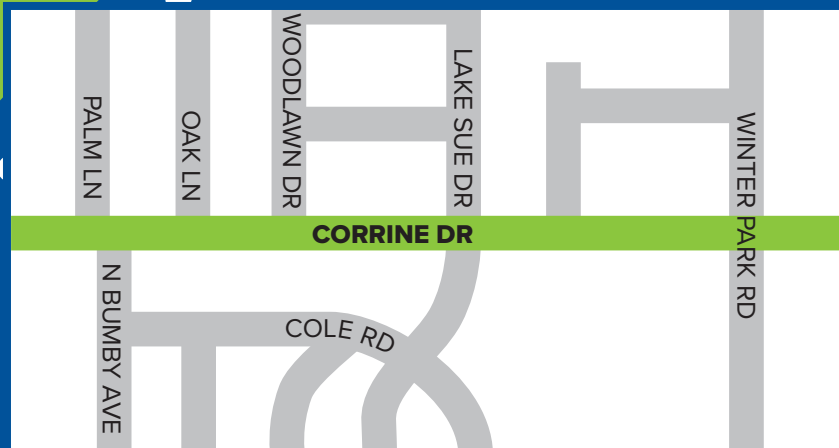 PALM LN
OAK LN
WOODLAWN DR
LAKE SUE DR
WINTER PARK RD
CORRINE DR
N BUMBY AVE
COLE RD